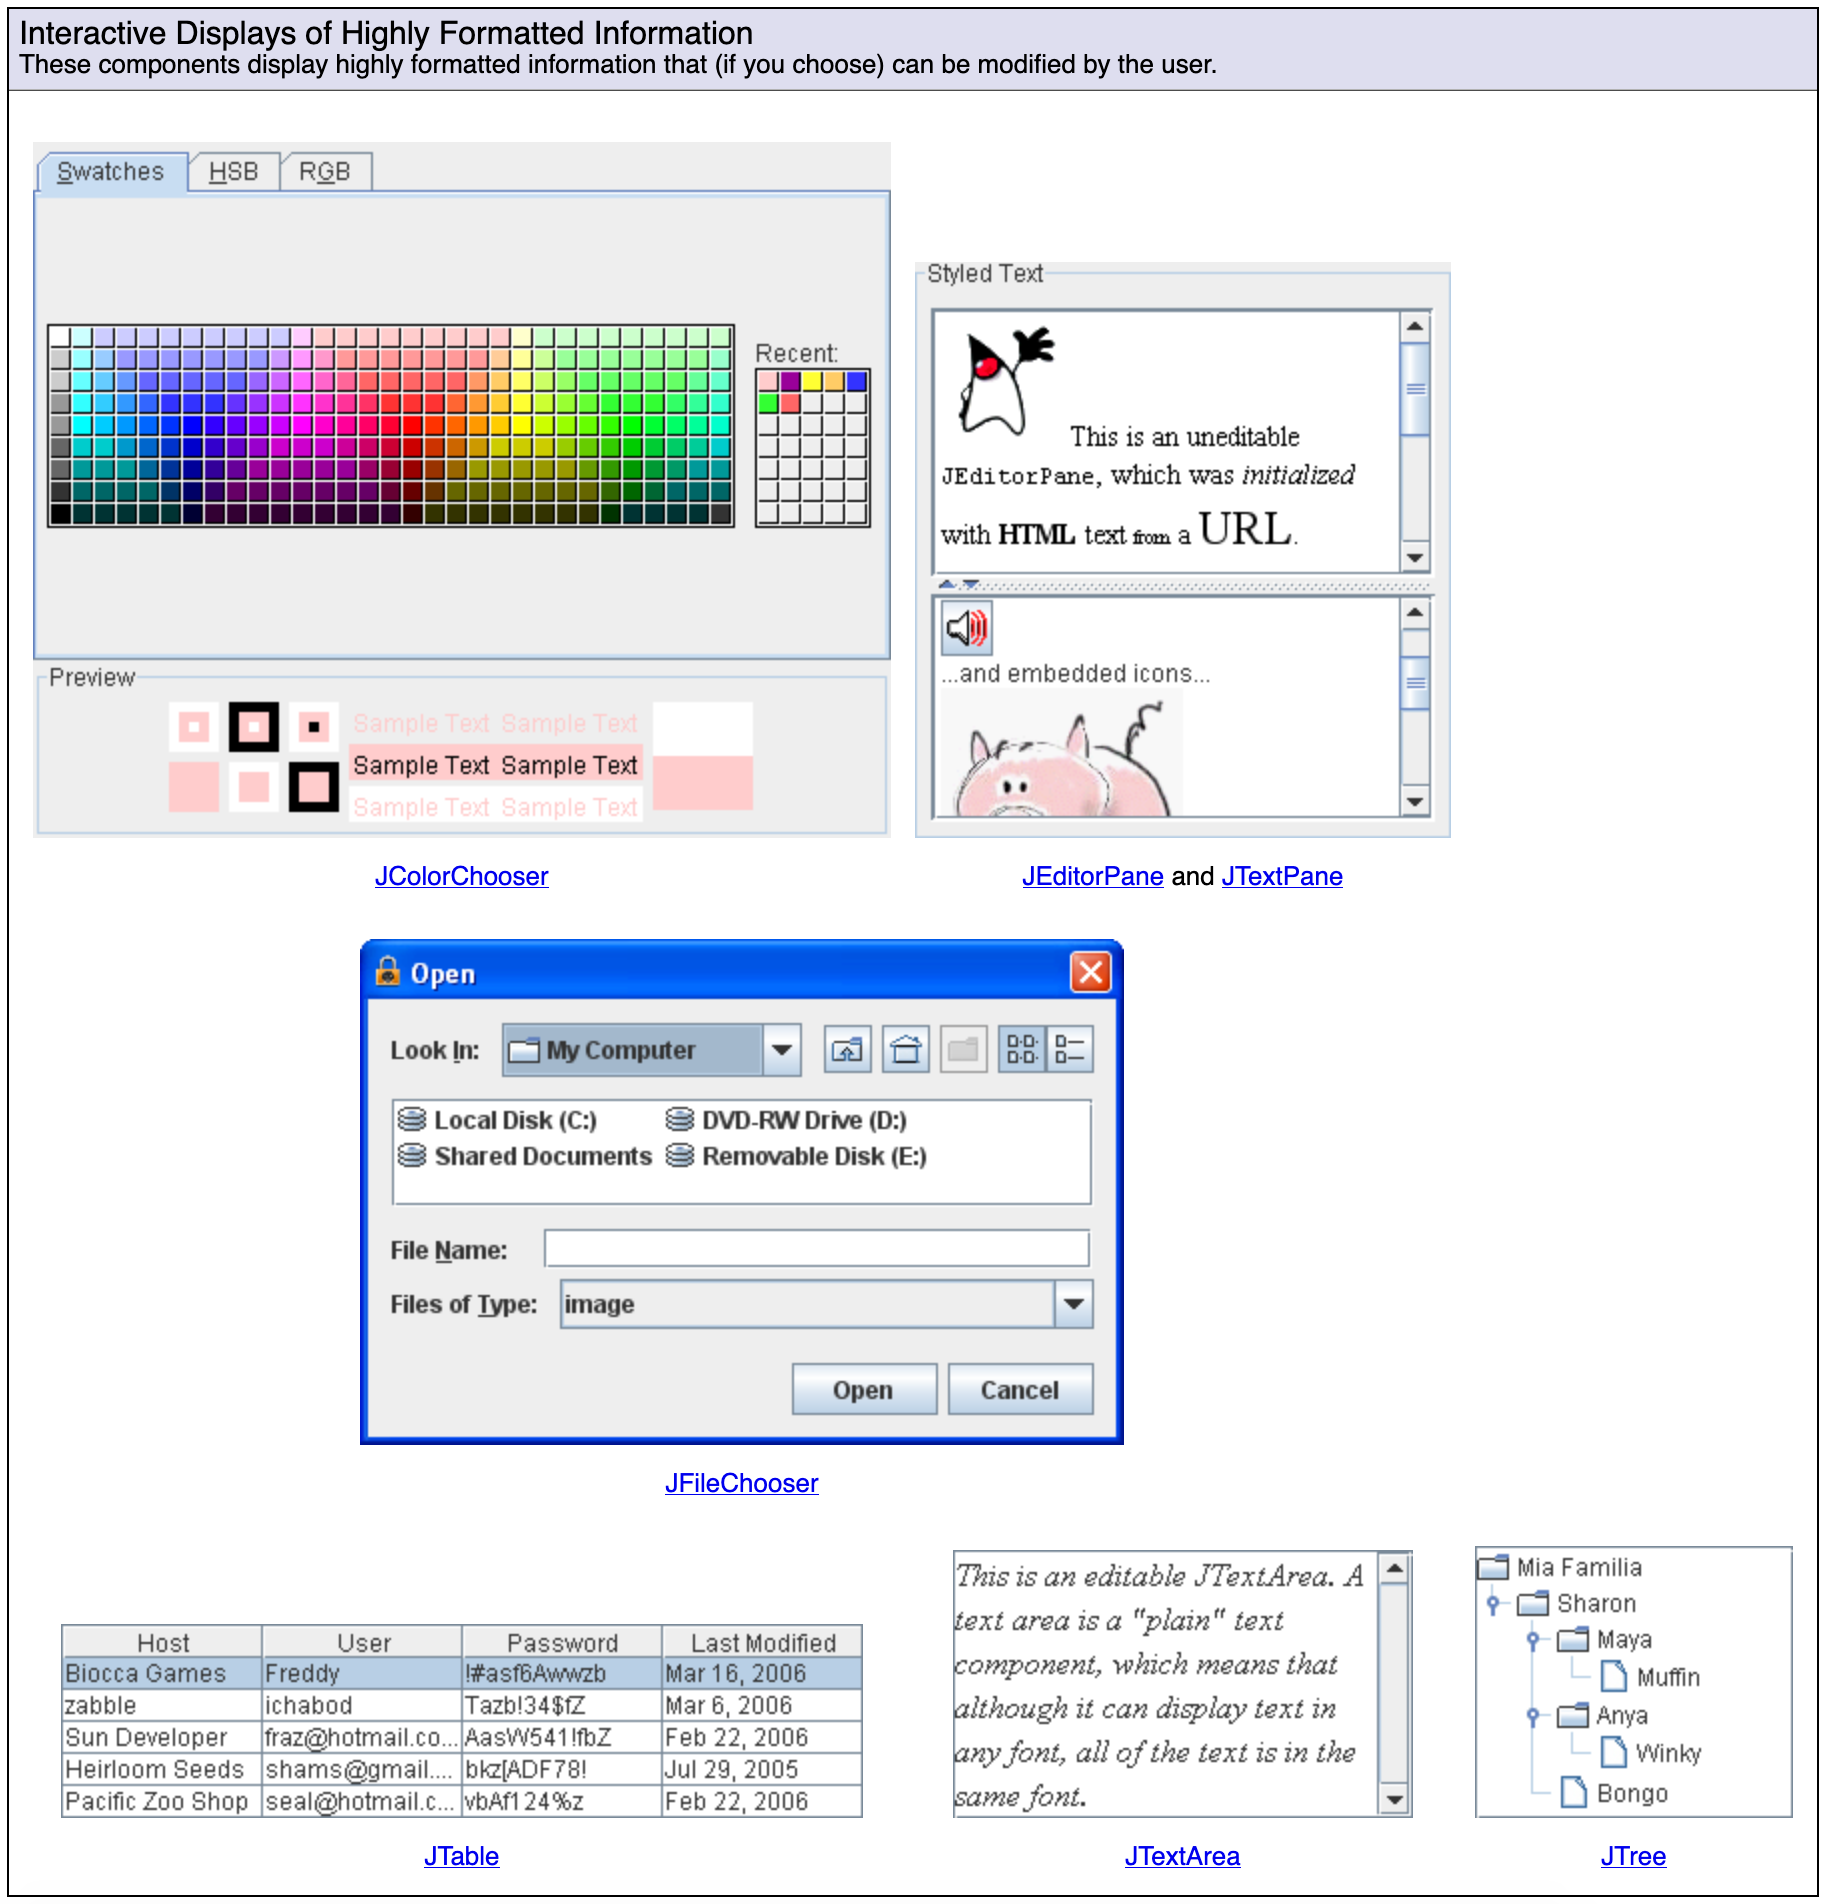 Interactive Displays of Highly Formatted Information
These components display highly formatted information that (if you choose) can be modified by the user.
Swatches HSB RGB
Recent:
Preview
Sample Text Sample Text
Sample Text Sample Text
Sample Text Sample Text
JColorChooser
Styled Text
This is an uneditable
JEditorPane, which was initialized
with HTML text from a URL.
...and embedded icons...
JEditorPane and JTextPane
Open
Look In: My Computer
Local Disk (C:) DVD-RW Drive (D:)
Shared Documents Removable Disk (E:)
File Name:
Files of Type: image
Open Cancel
JFileChooser
Host User Password Last Modified
Biocca Games Freddy !#asf6Awwzb Mar 16, 2006
zabble ichabod Tazb!34$fZ Mar 6, 2006
Sun Developer fraz@hotmail.co... AasW541!fbZ Feb 22, 2006
Heirloom Seeds shams@gmail.... bkz[ADF78! Jul 29, 2005
Pacific Zoo Shop seal@hotmail.c... vbAf124%z Feb 22, 2006
JTable
This is an editable JTextArea. A
text area is a "plain" text
component, which means that
although it can display text in
any font, all of the text is in the
same font.
JTextArea
Mia Familia
Sharon
Maya
Muffin
Anya
Winky
Bongo
JTree